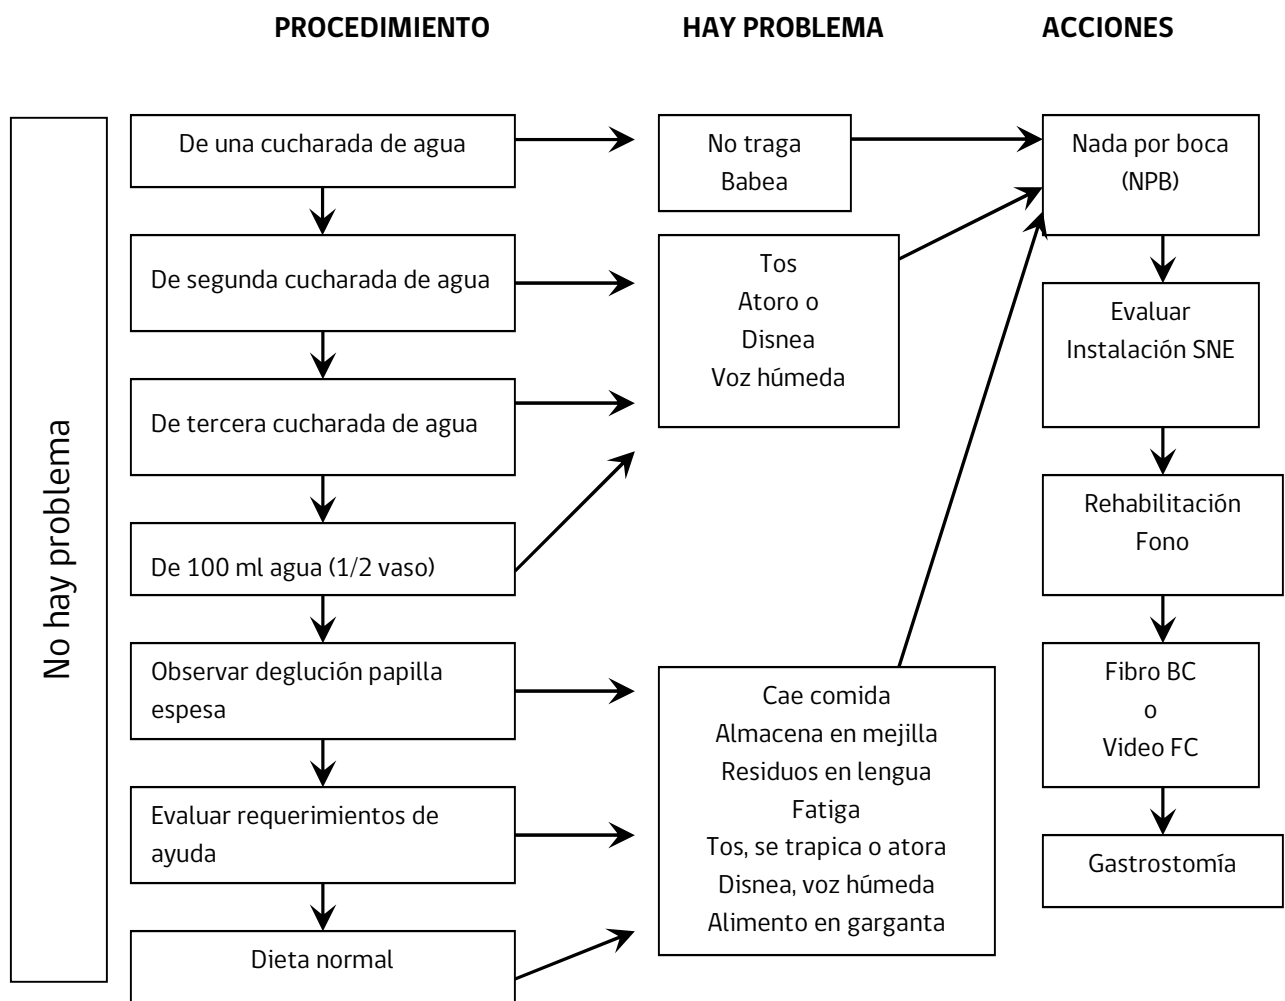 PROCEDIMIENTO
HAY PROBLEMA
ACCIONES
No hay problema
De una cucharada de agua
De segunda cucharada de agua
De tercera cucharada de agua
De 100 ml agua (1/2 vaso)
Observar deglución papilla
espesa
Evaluar requerimientos de
ayuda
Dieta normal
No traga
Babea
Tos
Atoro o
Disnea
Voz húmeda
Cae comida
Almacena en mejilla
Residuos en lengua
Fatiga
Tos, se trapica o atora
Disnea, voz húmeda
Alimento en garganta
Nada por boca
(NPB)
Evaluar
Instalación SNE
Rehabilitación
Fono
Fibro BC
o
Video FC
Gastrostomía